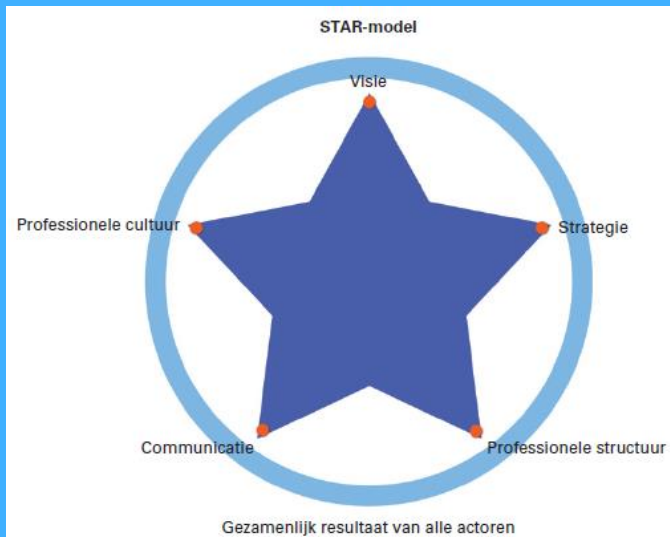 STAR-model
Visie
Professionele cultuur
Strategie
Communicatie
Professionele structuur
Gezamenlijk resultaat van alle actoren